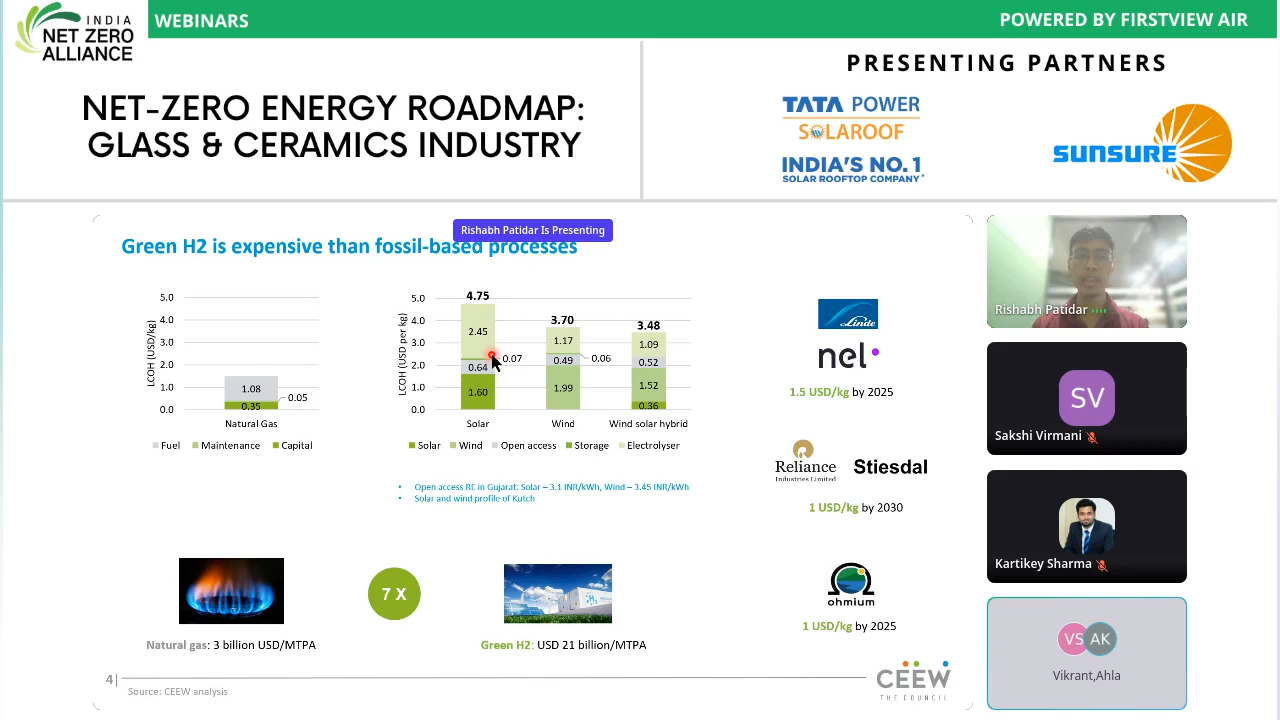 INDIA
NET ZERO
ALLIANCE
WEBINARS
POWERED BY FIRSTVIEW AIR
NET-ZERO ENERGY ROADMAP:
GLASS & CERAMICS INDUSTRY
PRESENTING PARTNERS
TATA POWER
SOLAROOF
INDIA'S NO.1
SOLAR ROOFTOP COMPANY*
SUNSURE
Rishabh Patidar Is Presenting
Green H2 is expensive than fossil-based processes
LCOH (USD/kg)
5.0
4.0
3.0
2.0
1.0
0.0
1.08
0.05
0.35
Natural Gas
Fuel Maintenance Capital
LCOH (USD per kg)
5.0
4.0
3.0
2.0
1.0
0.0
4.75
2.45
0.07
0.64
1.60
3.70
1.17
0.06
0.49
1.99
3.48
1.09
0.52
1.52
0.36
Solar Wind Wind solar hybrid
Solar Wind Open access Storage Electrolyser
• Open access RE in Gujarat: Solar – 3.1 INR/kWh, Wind – 3.45 INR/kWh
• Solar and wind profile of Kutch
Linde
nel
1.5 USD/kg by 2025
Reliance
Industries Limited
Stiesdal
1 USD/kg by 2030
ohmium
1 USD/kg by 2025
7 X
Natural gas: 3 billion USD/MTPA
Green H2: USD 21 billion/MTPA
4|
Source: CEEW analysis
CEEW
THE COUNCIL
Rishabh Patidar
SV
Sakshi Virmani
Kartikey Sharma
VS AK
Vikrant,Ahla